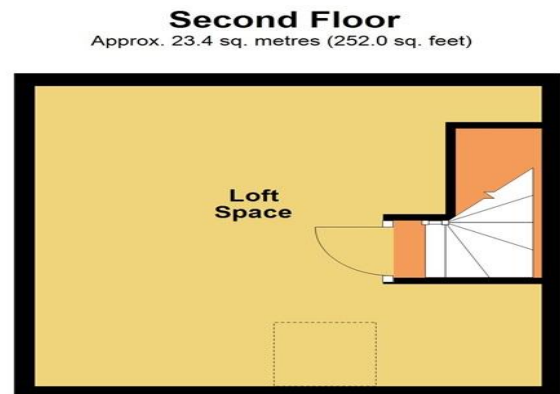 Second Floor
Approx. 23.4 sq. metres (252.0 sq. feet)
Loft
Space